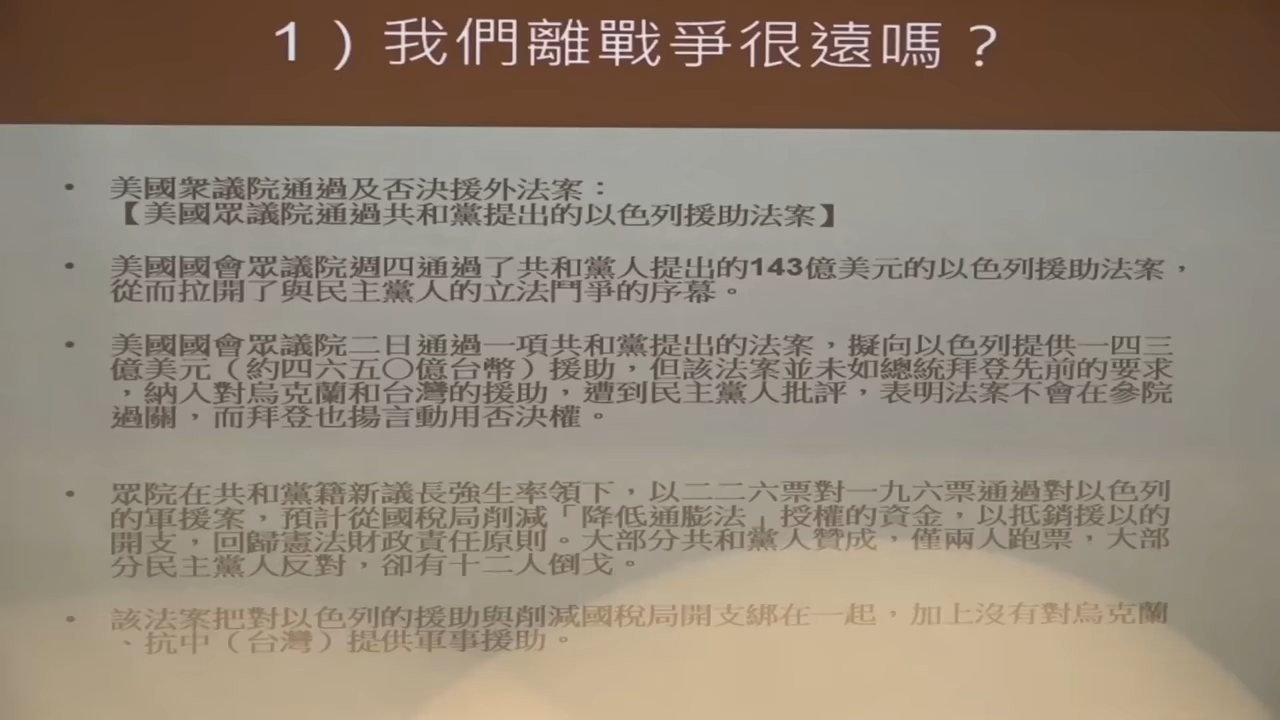 1）我們離戰爭很遠嗎？
• 美國衆議院通過及否決援外法案：
【美國眾議院通過共和黨提出的以色列援助法案】
• 美國國會眾議院週四通過了共和黨人提出的143億美元的以色列援助法案，
從而拉開了與民主黨人的立法鬥爭的序幕。
• 美國國會眾議院二日通過一項共和黨提出的法案，擬向以色列提供一四三
億美元（約四六五〇億台幣）援助，但該法案並未如總統拜登先前的要求
，納入對烏克蘭和台灣的援助，遭到民主黨人批評，表明法案不會在參院
過關，而拜登也揚言動用否決權。
• 眾院在共和黨籍新議長強生率領下，以二二六票對一九六票通過對以色列
的軍援案，預計從國稅局削減「降低通膨法」授權的資金，以抵銷援以的
開支，回歸憲法財政責任原則。大部分共和黨人贊成，僅兩人跑票，大部
分民主黨人反對，卻有十二人倒戈。
• 該法案把對以色列的援助與削減國稅局開支綁在一起，加上沒有對烏克蘭
、抗中（台灣）提供軍事援助。